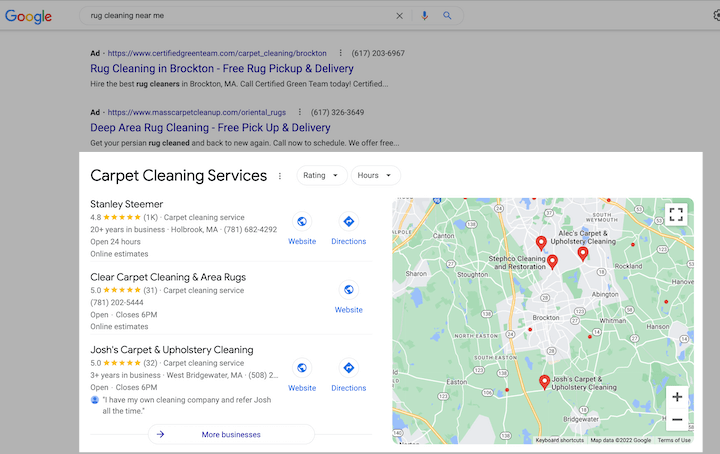 Google
rug cleaning near me
Ad · https://www.certifiedgreenteam.com/carpet_cleaning/brockton ⋮ (617) 203-6967
Rug Cleaning in Brockton - Free Rug Pickup & Delivery
Hire the best rug cleaners in Brockton, MA. Call Certified Green Team today! Certified...
Ad · https://www.masscarpetcleanup.com/oriental_rugs ⋮ (617) 326-3649
Deep Area Rug Cleaning - Free Pick Up & Delivery
Get your persian rug cleaned and back to new again. Call now to schedule. We offer free...
Carpet Cleaning Services ⋮ Rating Hours
Stanley Steemer
4.8 ★★★★★ (1K) · Carpet cleaning service
20+ years in business · Holbrook, MA · (781) 682-4292
Open 24 hours
Online estimates
Website Directions
Clear Carpet Cleaning & Area Rugs
5.0 ★★★★★ (31) · Carpet cleaning service
(781) 202-5444
Open · Closes 6PM
Online estimates
Website
Josh's Carpet & Upholstery Cleaning
5.0 ★★★★★ (32) · Carpet cleaning service
3+ years in business · West Bridgewater, MA · (508) 2...
Open · Closes 6PM
"I have my own cleaning company and refer Josh
all the time."
Website Directions
More businesses
SOUTH
WEYMOUTH
Canton
Alec's Carpet &
Upholstery Cleaning
Stephco Cleaning
and Restoration
Rockland
Sharon
Stoughton
Hanover
Abington
Brockton
Whitman
Hanson
NORTH EASTON
SOUTH EASTON
Easton
Josh's Carpet &
Upholstery Cleaning
Bridgewater
+
−
Keyboard shortcuts Map data ©2022 Google Terms of Use